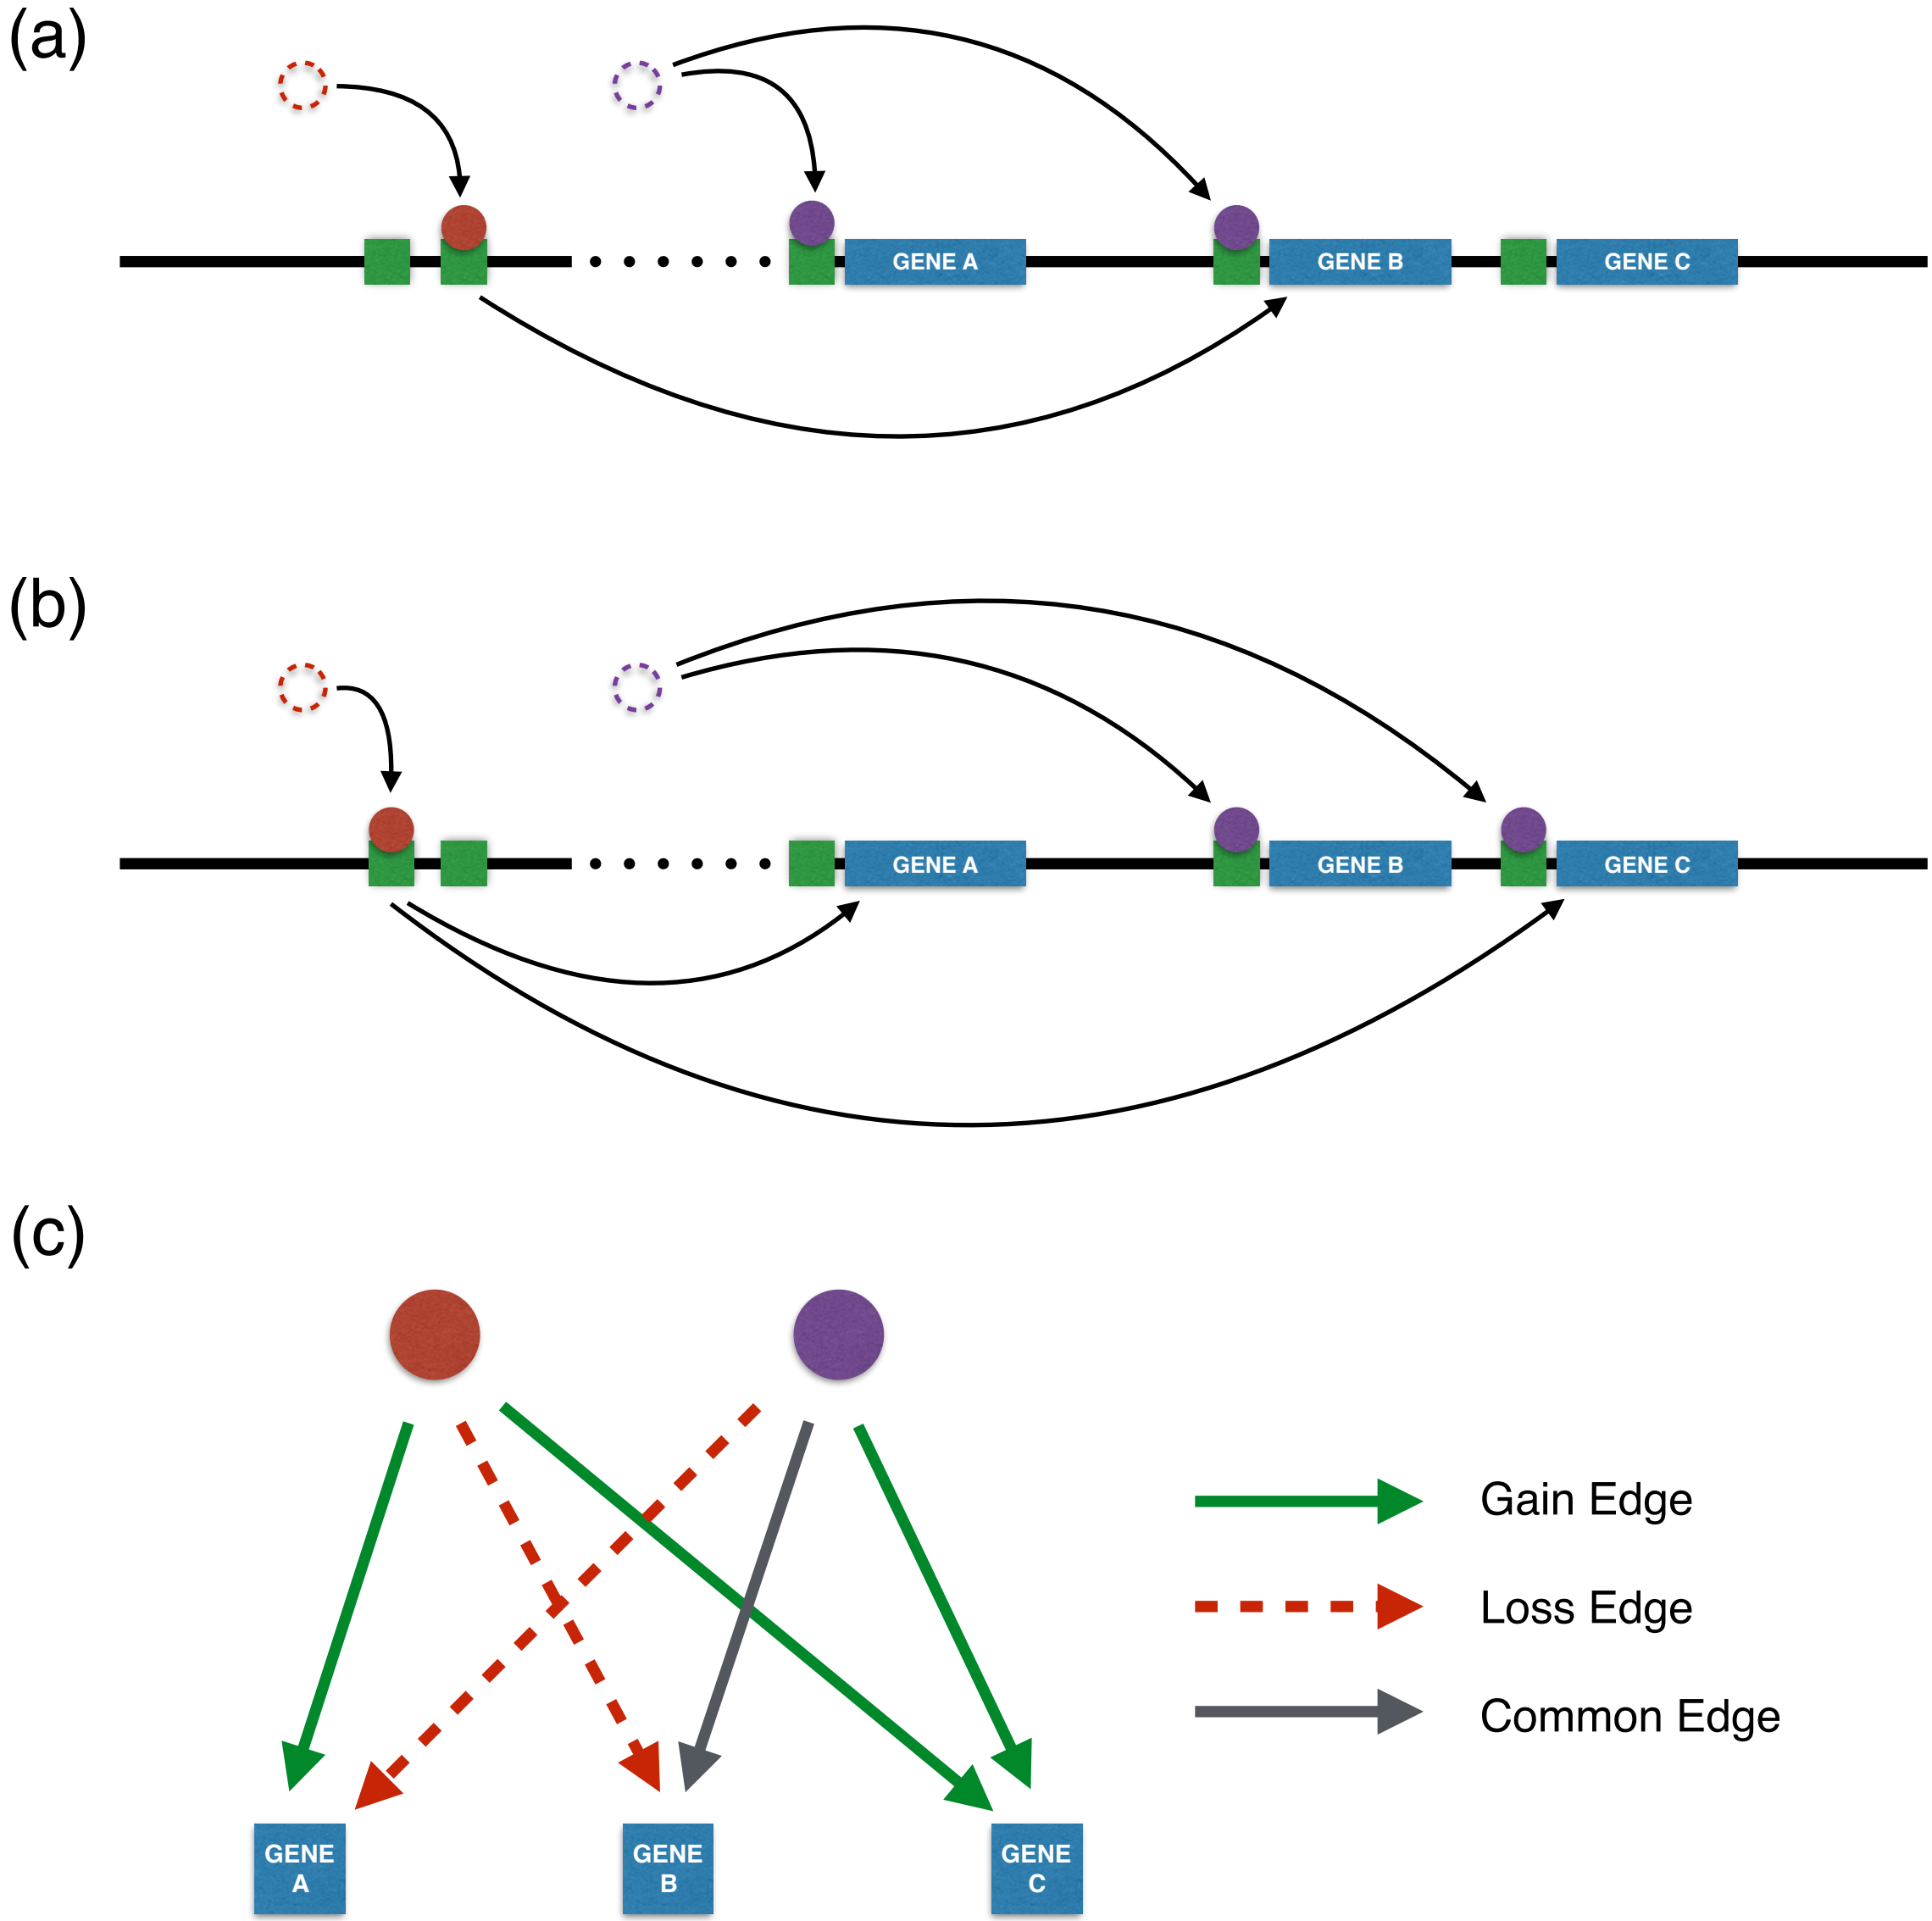 (a)
GENE A
GENE B
GENE C
(b)
GENE A
GENE B
GENE C
(c)
Gain Edge
Loss Edge
Common Edge
GENE
A
GENE
B
GENE
C